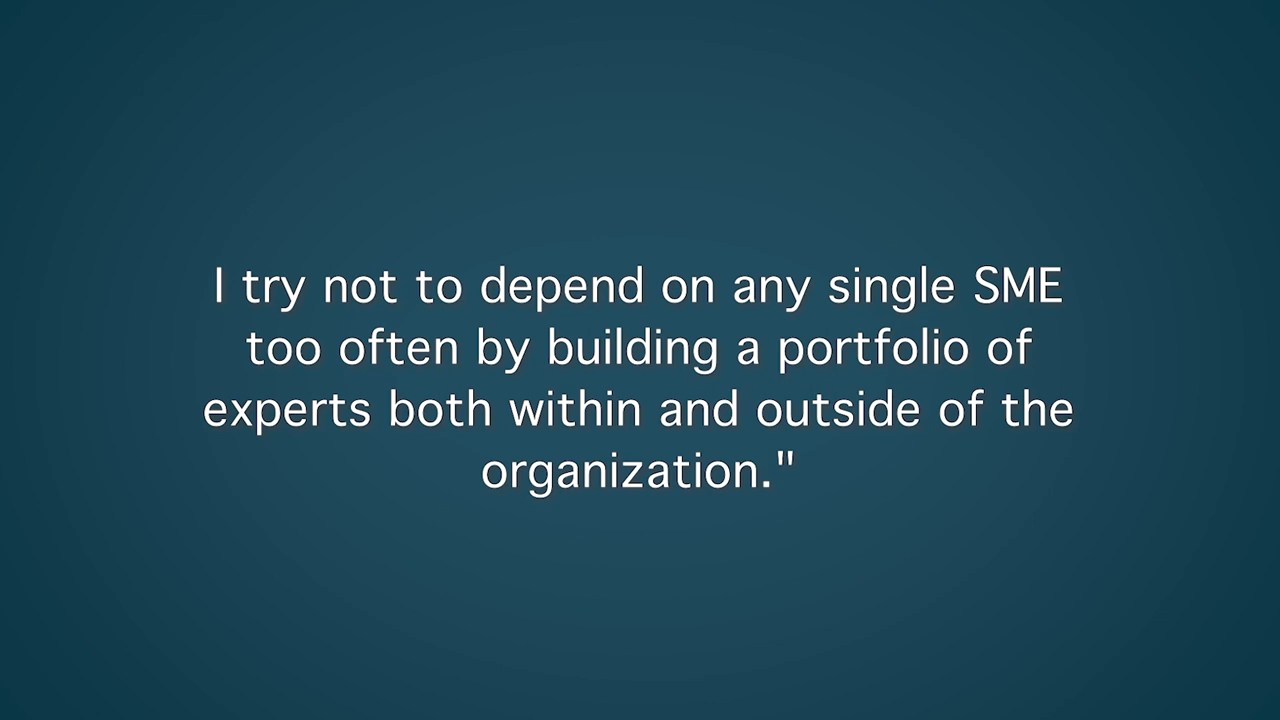 I try not to depend on any single SME
too often by building a portfolio of
experts both within and outside of the
organization."